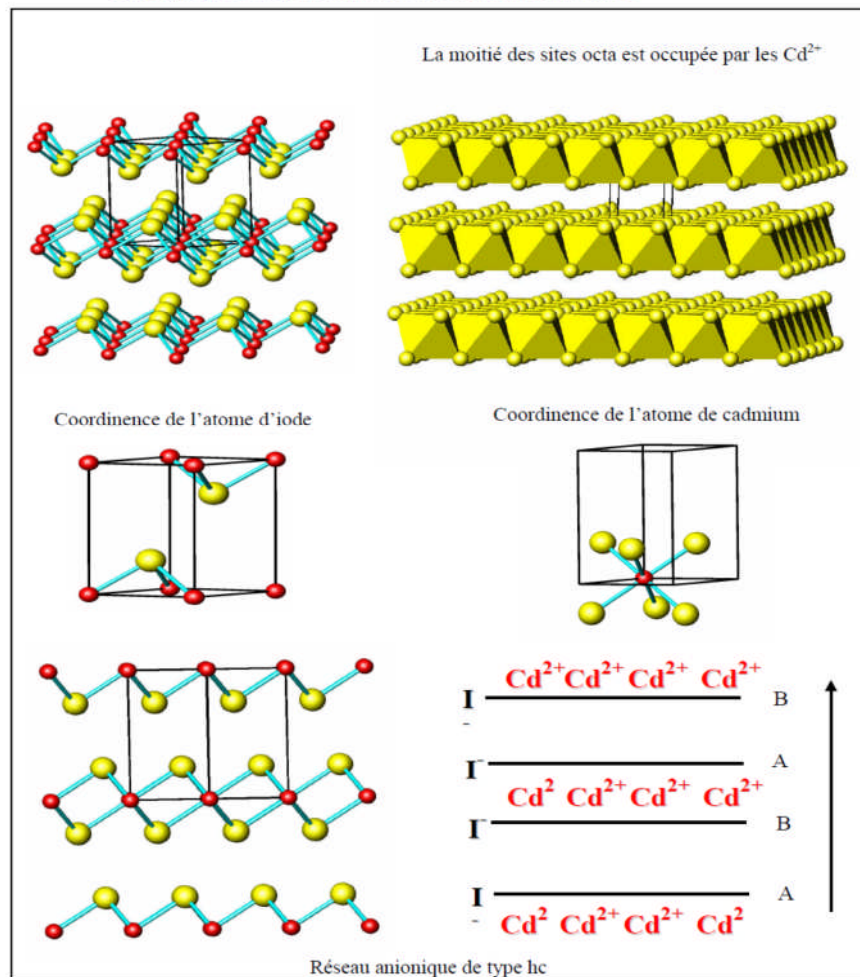 La moitié des sites octa est occupée par les Cd²⁺
Coordinence de l'atome d'iode
Coordinence de l'atome de cadmium
Cd²⁺ Cd²⁺ Cd²⁺ Cd²⁺
I - B
I⁻ A
Cd² Cd²⁺ Cd²⁺ Cd²⁺
I⁻ B
I - A
Cd² Cd²⁺ Cd²⁺ Cd²
Réseau anionique de type hc